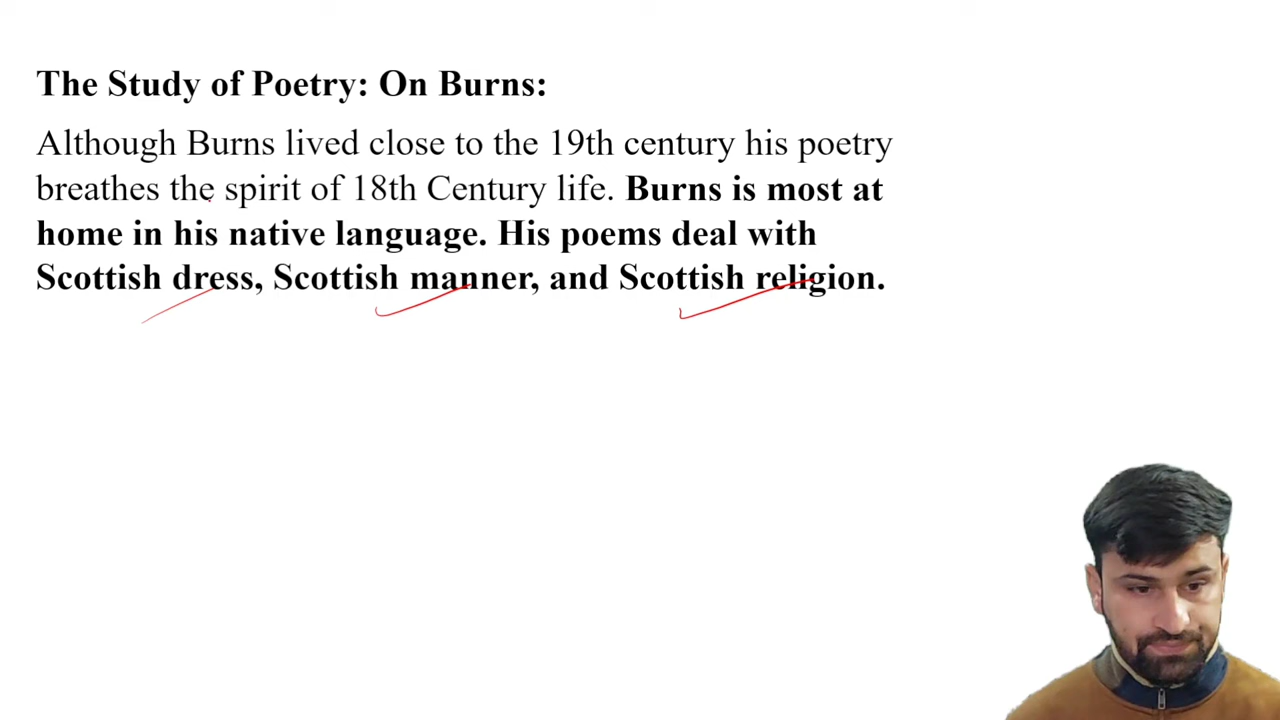 The Study of Poetry: On Burns:
Although Burns lived close to the 19th century his poetry
breathes the spirit of 18th Century life. Burns is most at
home in his native language. His poems deal with
Scottish dress, Scottish manner, and Scottish religion.